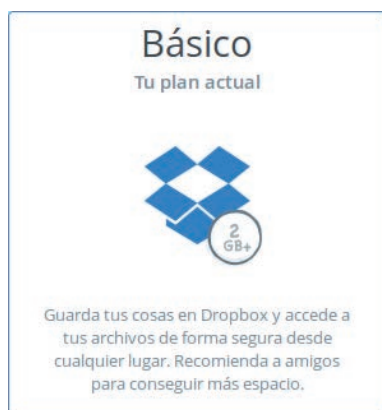 Básico
Tu plan actual
2
GB+
Guarda tus cosas en Dropbox y accede a
tus archivos de forma segura desde
cualquier lugar. Recomienda a amigos
para conseguir más espacio.